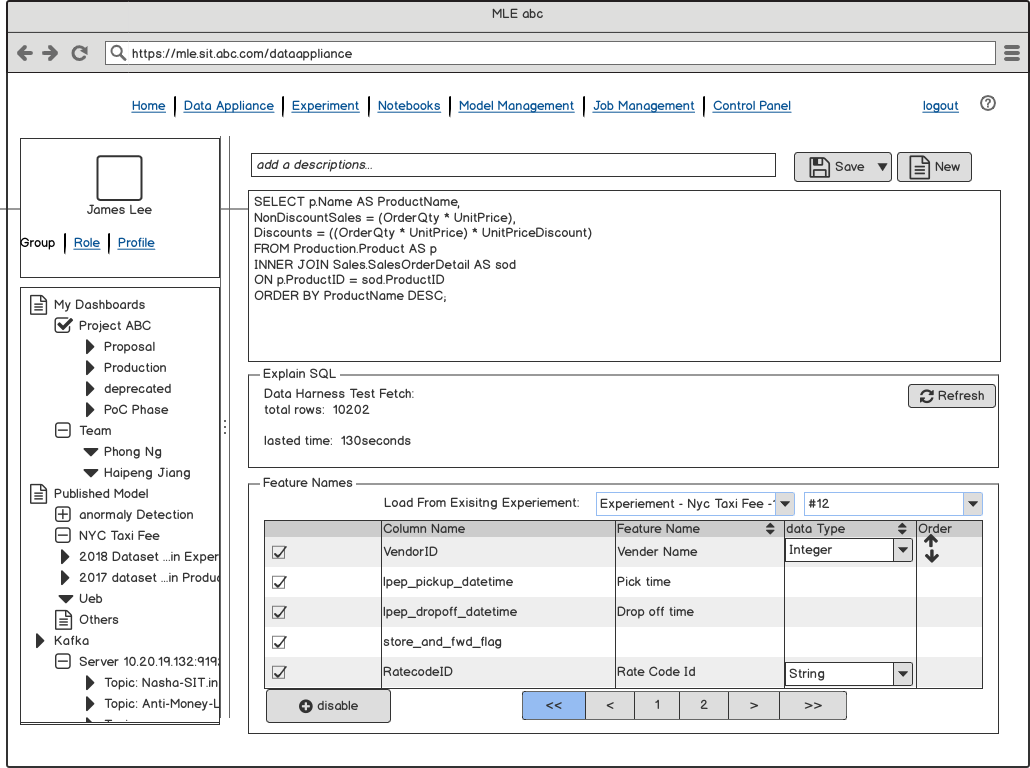 MLE abc
https://mle.sit.abc.com/dataappliance
Home Data Appliance Experiment Notebooks Model Management Job Management Control Panel logout ?
James Lee
Group Role Profile
My Dashboards
Project ABC
Proposal
Production
deprecated
PoC Phase
Team
Phong Ng
Haipeng Jiang
Published Model
anormaly Detection
NYC Taxi Fee
2018 Dataset ...in Exper
2017 dataset ...in Produc
Ueb
Others
Kafka
Server 10.20.19.132:919
Topic: Nasha-SIT.in
Topic: Anti-Money-L
add a descriptions...
Save New
SELECT p.Name AS ProductName,
NonDiscountSales = (OrderQty * UnitPrice),
Discounts = ((OrderQty * UnitPrice) * UnitPriceDiscount)
FROM Production.Product AS p
INNER JOIN Sales.SalesOrderDetail AS sod
ON p.ProductID = sod.ProductID
ORDER BY ProductName DESC;
Explain SQL
Data Harness Test Fetch:
total rows: 10202
Refresh
lasted time: 130seconds
Feature Names
Load From Exisitng Experiement: Experiement - Nyc Taxi Fee - #12
Column Name Feature Name data Type Order
VendorID Vender Name Integer
lpep_pickup_datetime Pick time
lpep_dropoff_datetime Drop off time
store_and_fwd_flag
RatecodeID Rate Code Id String
disable << < 1 2 > >>